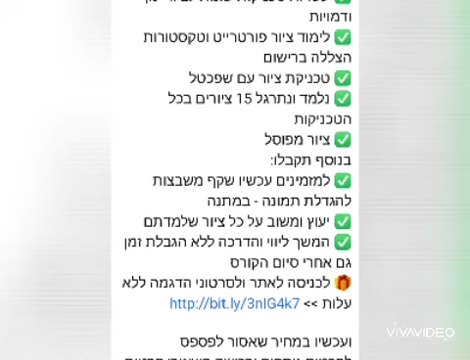 ודמויות
✅ לימוד ציור פורטרייט וטקסטורות
הצללה ברישום
✅ טכניקת ציור עם שפכטל
✅ נלמד ונתרגל 15 ציורים בכל
הטכניקות
✅ ציור מפוסל
בנוסף תקבלו:
✅ למזמינים עכשיו שקף משבצות
להגדלת תמונה - במתנה
✅ יעוץ ומשוב על כל ציור שלמדתם
✅ המשך ליווי והדרכה ללא הגבלת זמן
גם אחרי סיום הקורס
🎁 לכניסה לאתר ולסרטוני הדגמה ללא
עלות >> http://bit.ly/3nlG4k7
ועכשיו במחיר שאסור לפספס
VIVAVIDEO